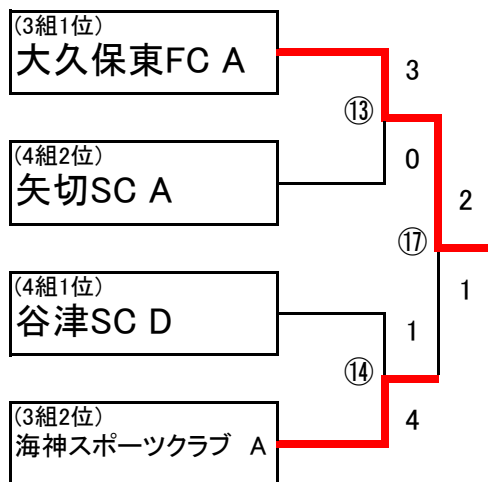 (3組1位)
大久保東FC A
3
⑬
0
(4組2位)
矢切SC A
2
⑰
1
(4組1位)
谷津SC D
1
⑭
4
(3組2位)
海神スポーツクラブ A